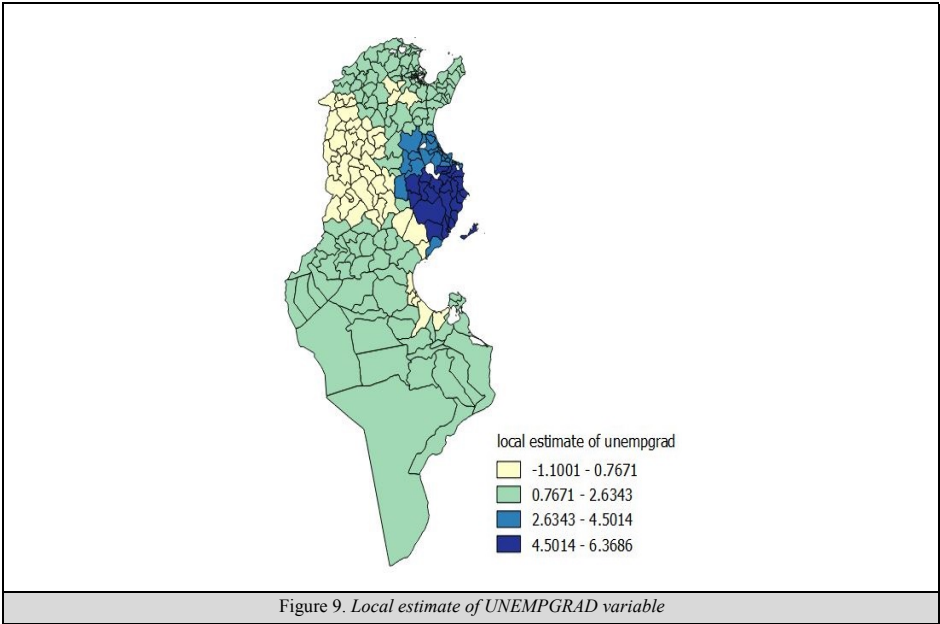 local estimate of unempgrad
-1.1001 - 0.7671
0.7671 - 2.6343
2.6343 - 4.5014
4.5014 - 6.3686
Figure 9. Local estimate of UNEMPGRAD variable